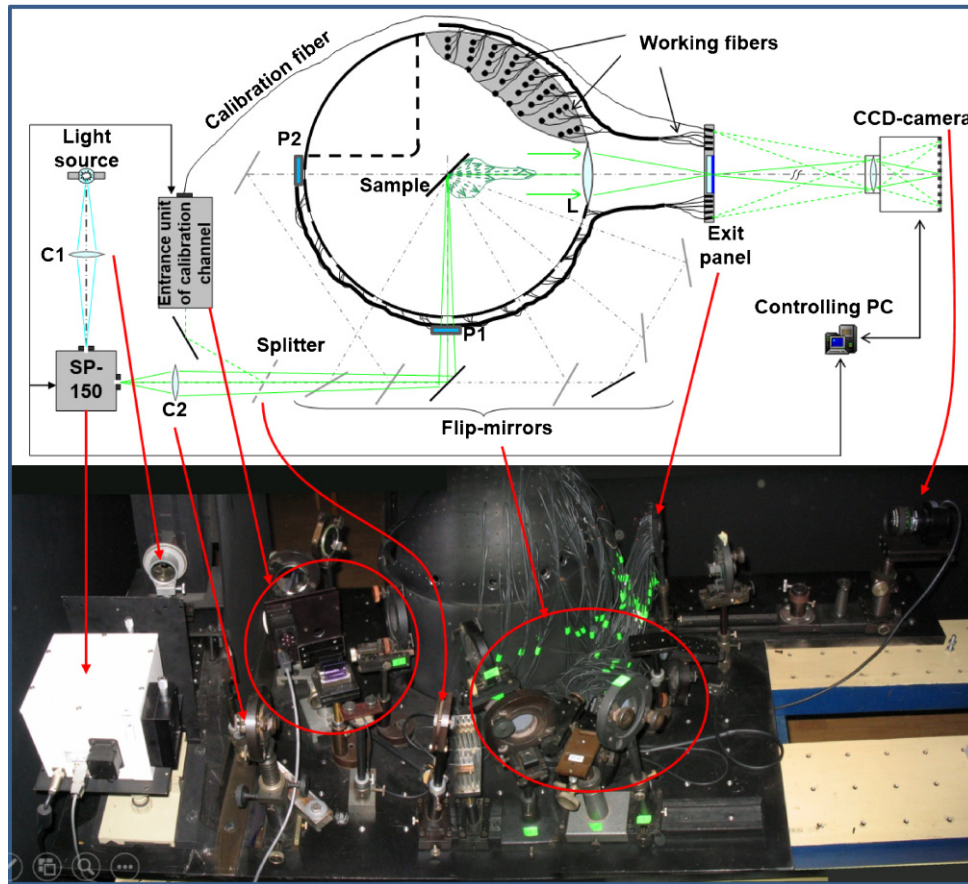 Calibration fiber
Working fibers
CCD-camera
Light
source
P2
Sample
L
C1
Entrance unit
of calibration
channel
Exit
panel
P1
Controlling PC
SP-
150
C2
Splitter
Flip-mirrors